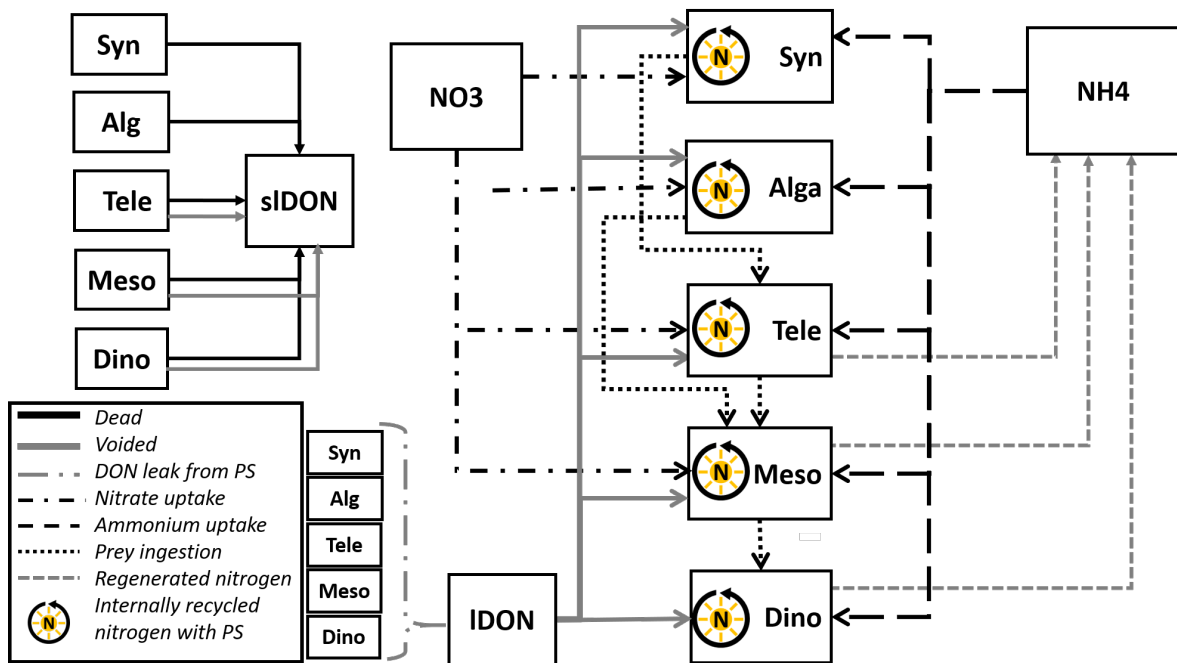 Syn
Alg
Tele
Meso
Dino
slDON
NO3
N Syn
N Alga
N Tele
N Meso
N Dino
NH4
Dead
Voided
DON leak from PS
Nitrate uptake
Ammonium uptake
Prey ingestion
Regenerated nitrogen
N Internally recycled
nitrogen with PS
Syn
Alg
Tele
Meso
Dino
lDON